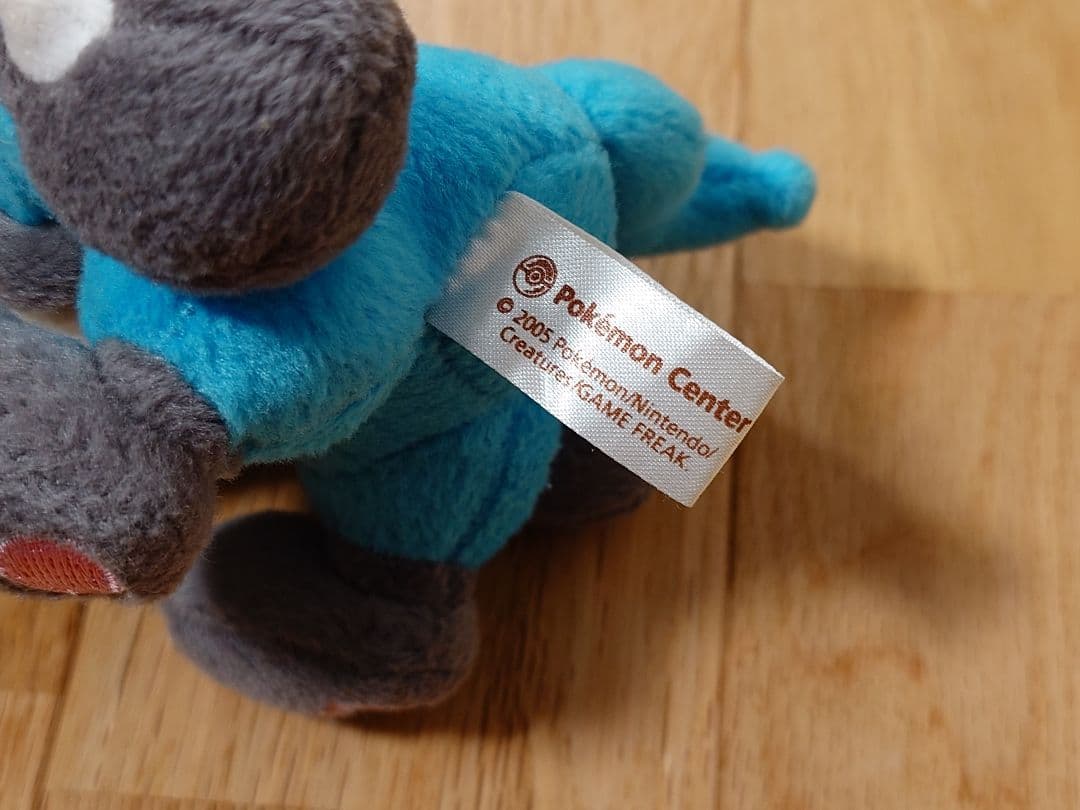 Pokémon Center
© 2005 Pokémon/Nintendo/
Creatures/GAME FREAK.